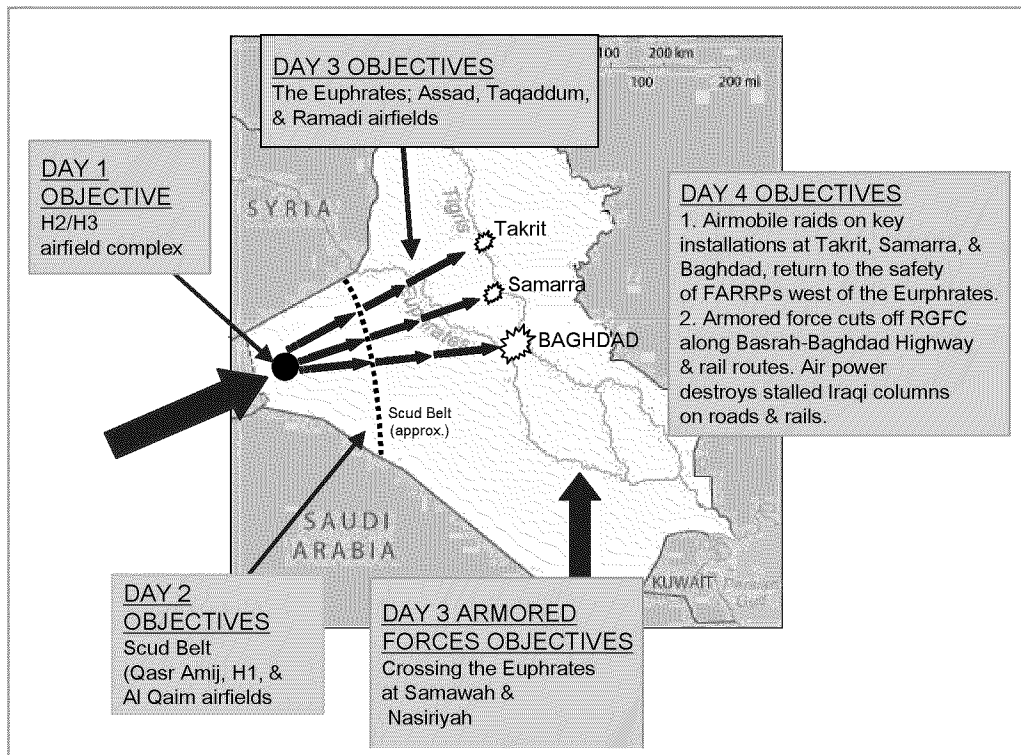 DAY 3 OBJECTIVES
The Euphrates; Assad, Taqaddum,
& Ramadi airfields
100 200 km
100 200 mi
DAY 1
OBJECTIVE
H2/H3
airfield complex
DAY 4 OBJECTIVES
1. Airmobile raids on key
installations at Takrit, Samarra, &
Baghdad, return to the safety
of FARRPs west of the Eurphrates.
2. Armored force cuts off RGFC
along Basrah-Baghdad Highway
& rail routes. Air power
destroys stalled Iraqi columns
on roads & rails.
SYRIA
Tigris
Takrit
Samarra
BAGHDAD
Scud Belt
(approx.)
SAUDI
ARABIA
KUWAIT
Gulf
DAY 2
OBJECTIVES
Scud Belt
(Qasr Amij, H1, &
Al Qaim airfields
DAY 3 ARMORED
FORCES OBJECTIVES
Crossing the Euphrates
at Samawah &
Nasiriyah